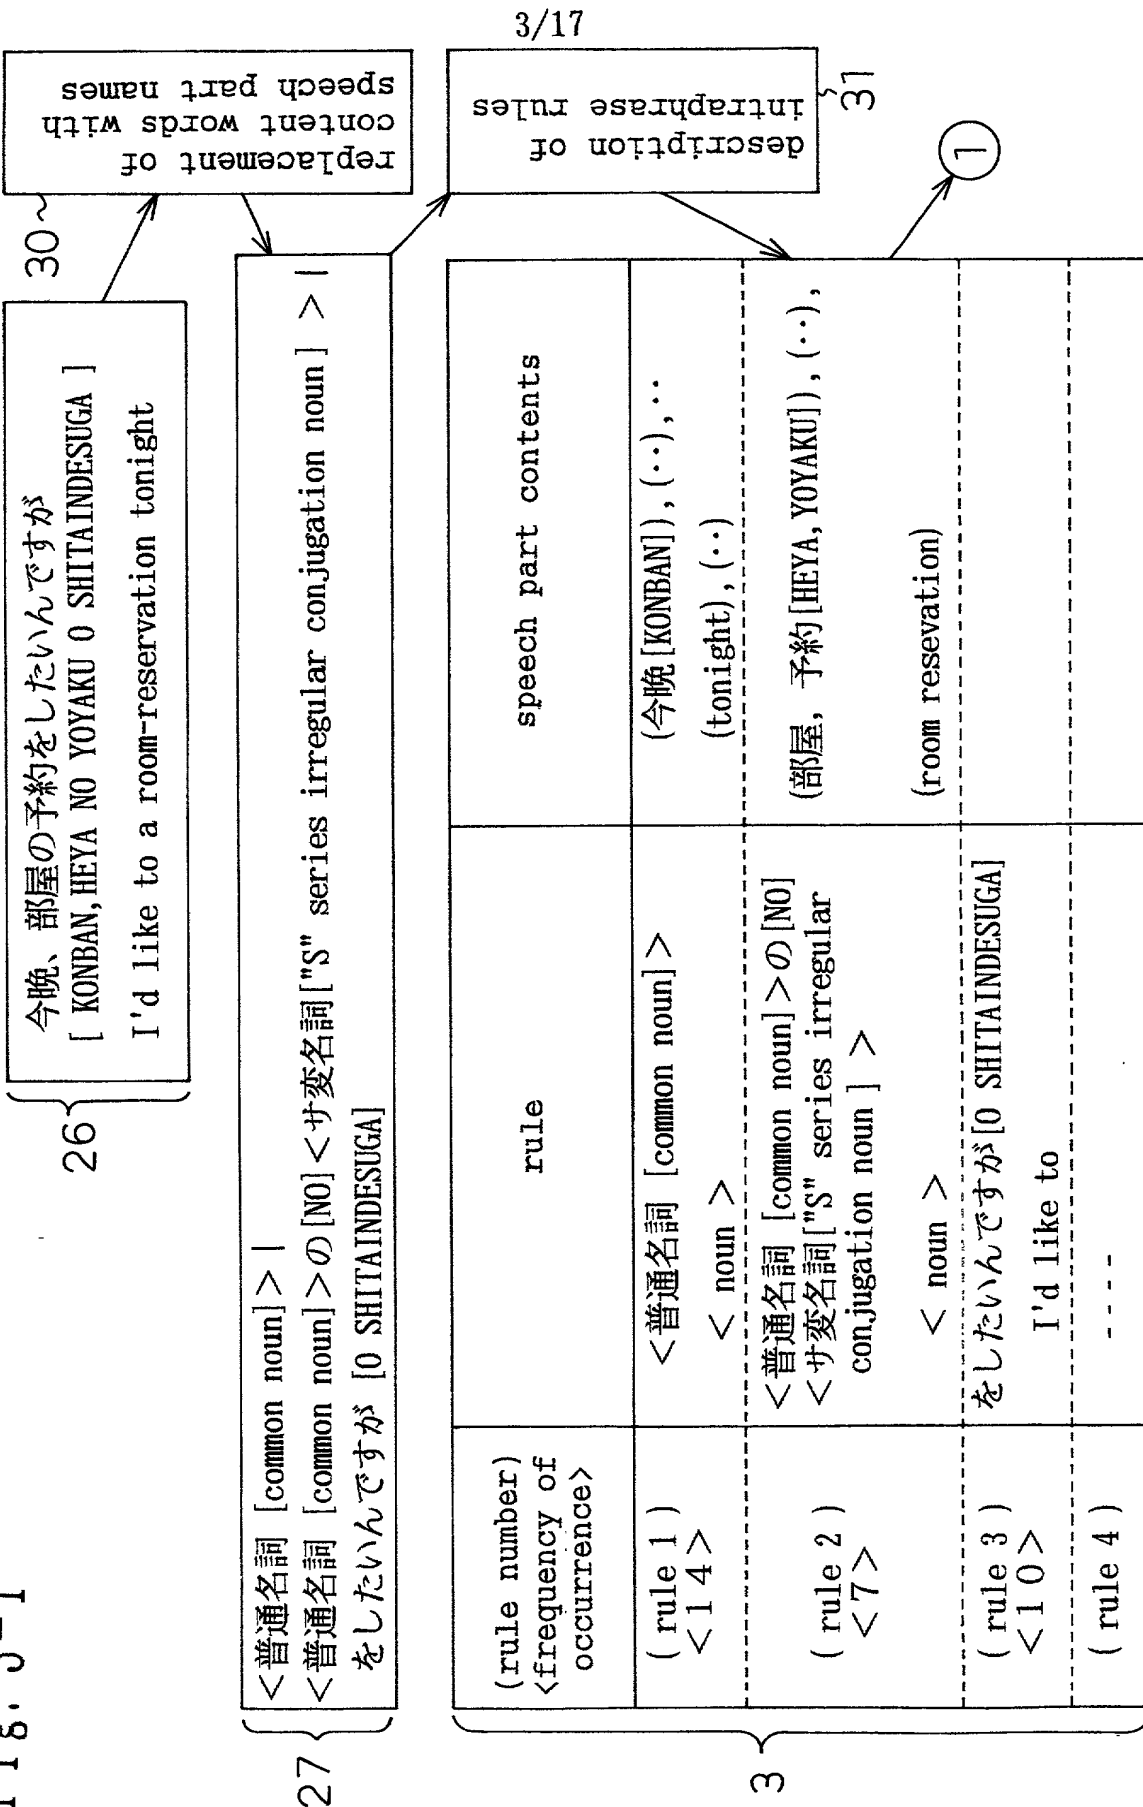 3/17
Fig. 3-1
今晩、部屋の予約をしたいんですが
[ KONBAN,HEYA NO YOYAKU O SHITAINDESUGA ]
I'd like to a room-reservation tonight
26
30
replacement of
content words with
speech part names
<普通名詞 [common noun]>|
<普通名詞 [common noun]>の[NO]<サ変名詞["S" series irregular conjugation noun] >|
をしたいんですが [O SHITAINDESUGA]
27
description of
intraphrase rules
31
(rule number)
<frequency of
occurrence>
rule
speech part contents
( rule 1 )
<14>
<普通名詞 [common noun]>
< noun >
(今晩[KONBAN]),(··),··
(tonight),(··)
( rule 2 )
<7>
<普通名詞 [common noun]>の[NO]
<サ変名詞["S" series irregular
conjugation noun ] >
< noun >
(部屋, 予約[HEYA,YOYAKU]),(··),
(room resevation)
( rule 3 )
<10>
をしたいんですが[O SHITAINDESUGA]
I'd like to
( rule 4 )
----
3
1